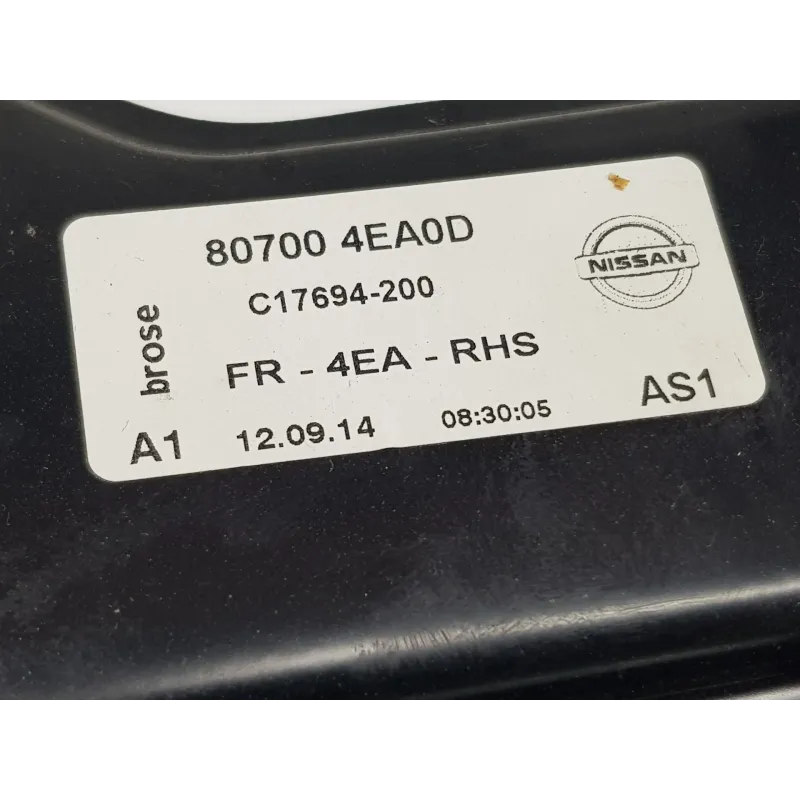 80700 4EA0D
NISSAN
C17694-200
brose
FR - 4EA - RHS
A1 12.09.14 08:30:05 AS1